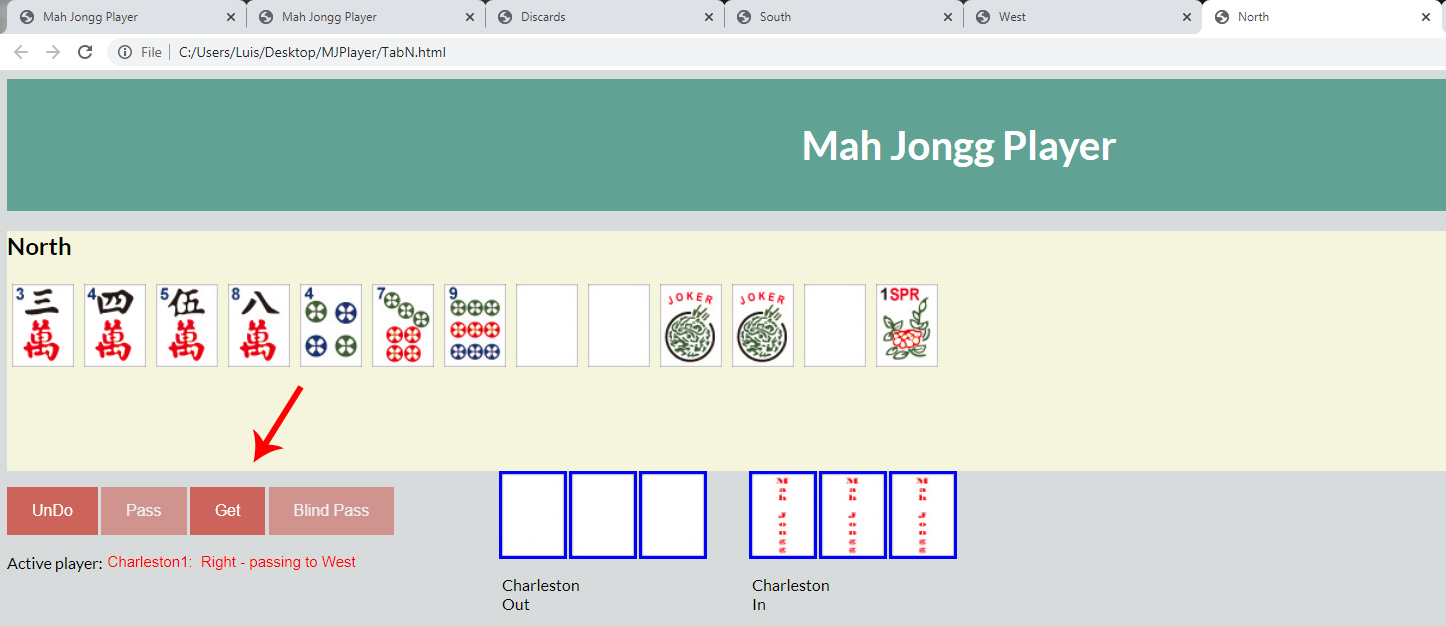 Mah Jongg Player Mah Jongg Player Discards South West North
File C:/Users/Luis/Desktop/MJPlayer/TabN.html
Mah Jongg Player
North
3 三萬 4 四萬 5 伍萬 8 八萬 4 7 9 JOKER JOKER 1SPR
UnDo Pass Get Blind Pass
Mah Jongg Mah Jongg Mah Jongg
Active player: Charleston1: Right - passing to West
Charleston Out
Charleston In